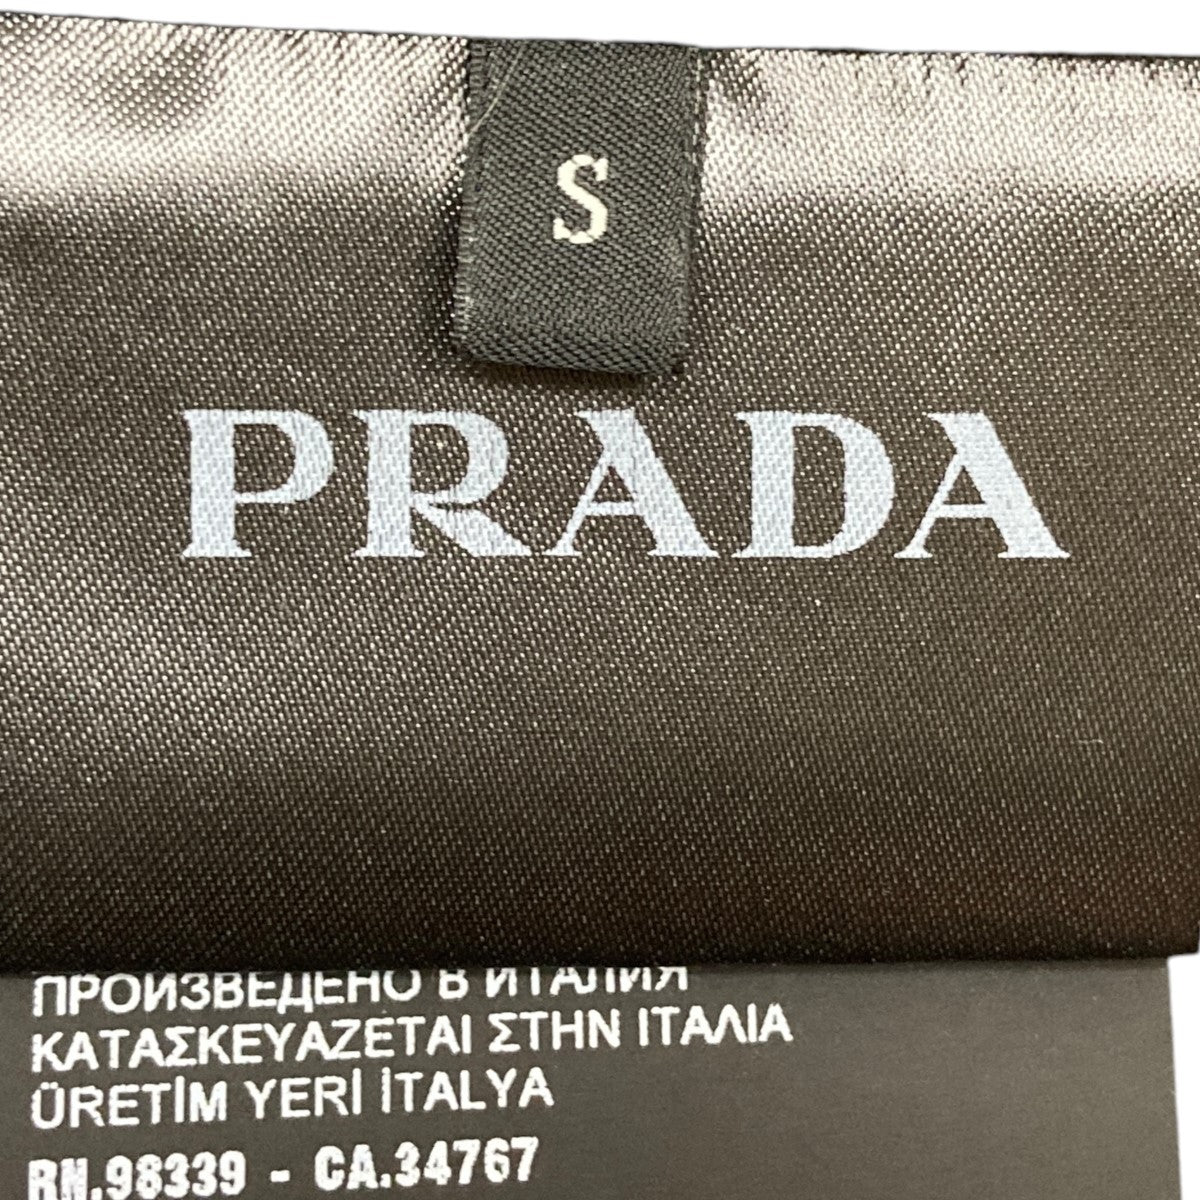 S
PRADA
ПРОИЗВЕДЕНО В ИТАЛИЯ
ΚΑΤΑΣΚΕΥΑΖΕΤΑΙ ΣΤΗΝ ΙΤΑΛΙΑ
ÜRETİM YERİ İTALYA
RN.98339 - CA.34767